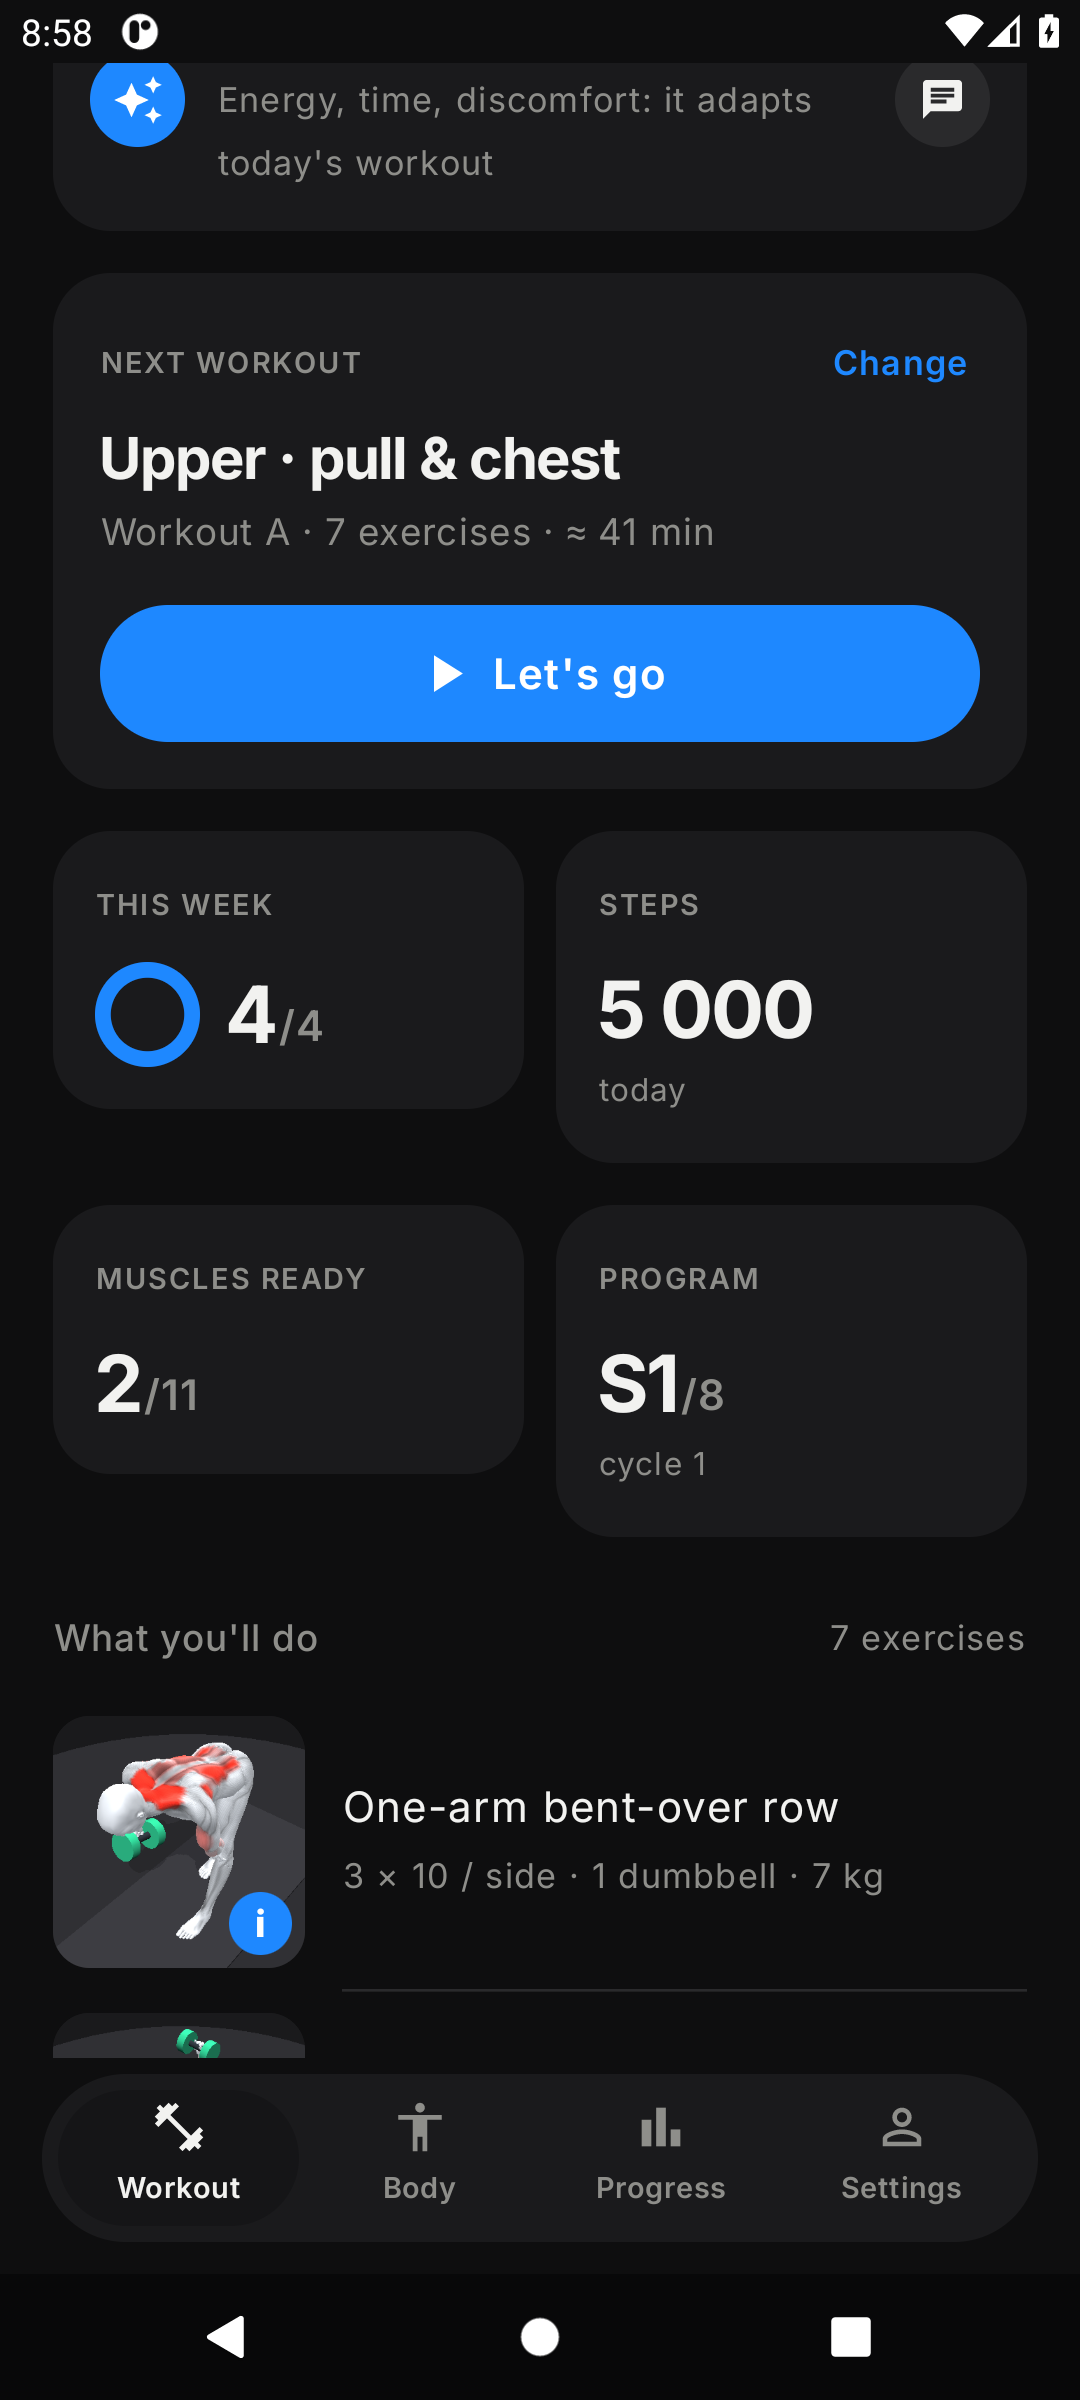 8:58
Energy, time, discomfort: it adapts
today's workout
NEXT WORKOUT
Change
Upper · pull & chest
Workout A · 7 exercises · ≈ 41 min
Let's go
THIS WEEK
4/4
STEPS
5 000
today
MUSCLES READY
2/11
PROGRAM
S1/8
cycle 1
What you'll do
7 exercises
One-arm bent-over row
3 × 10 / side · 1 dumbbell · 7 kg
i
Workout
Body
Progress
Settings